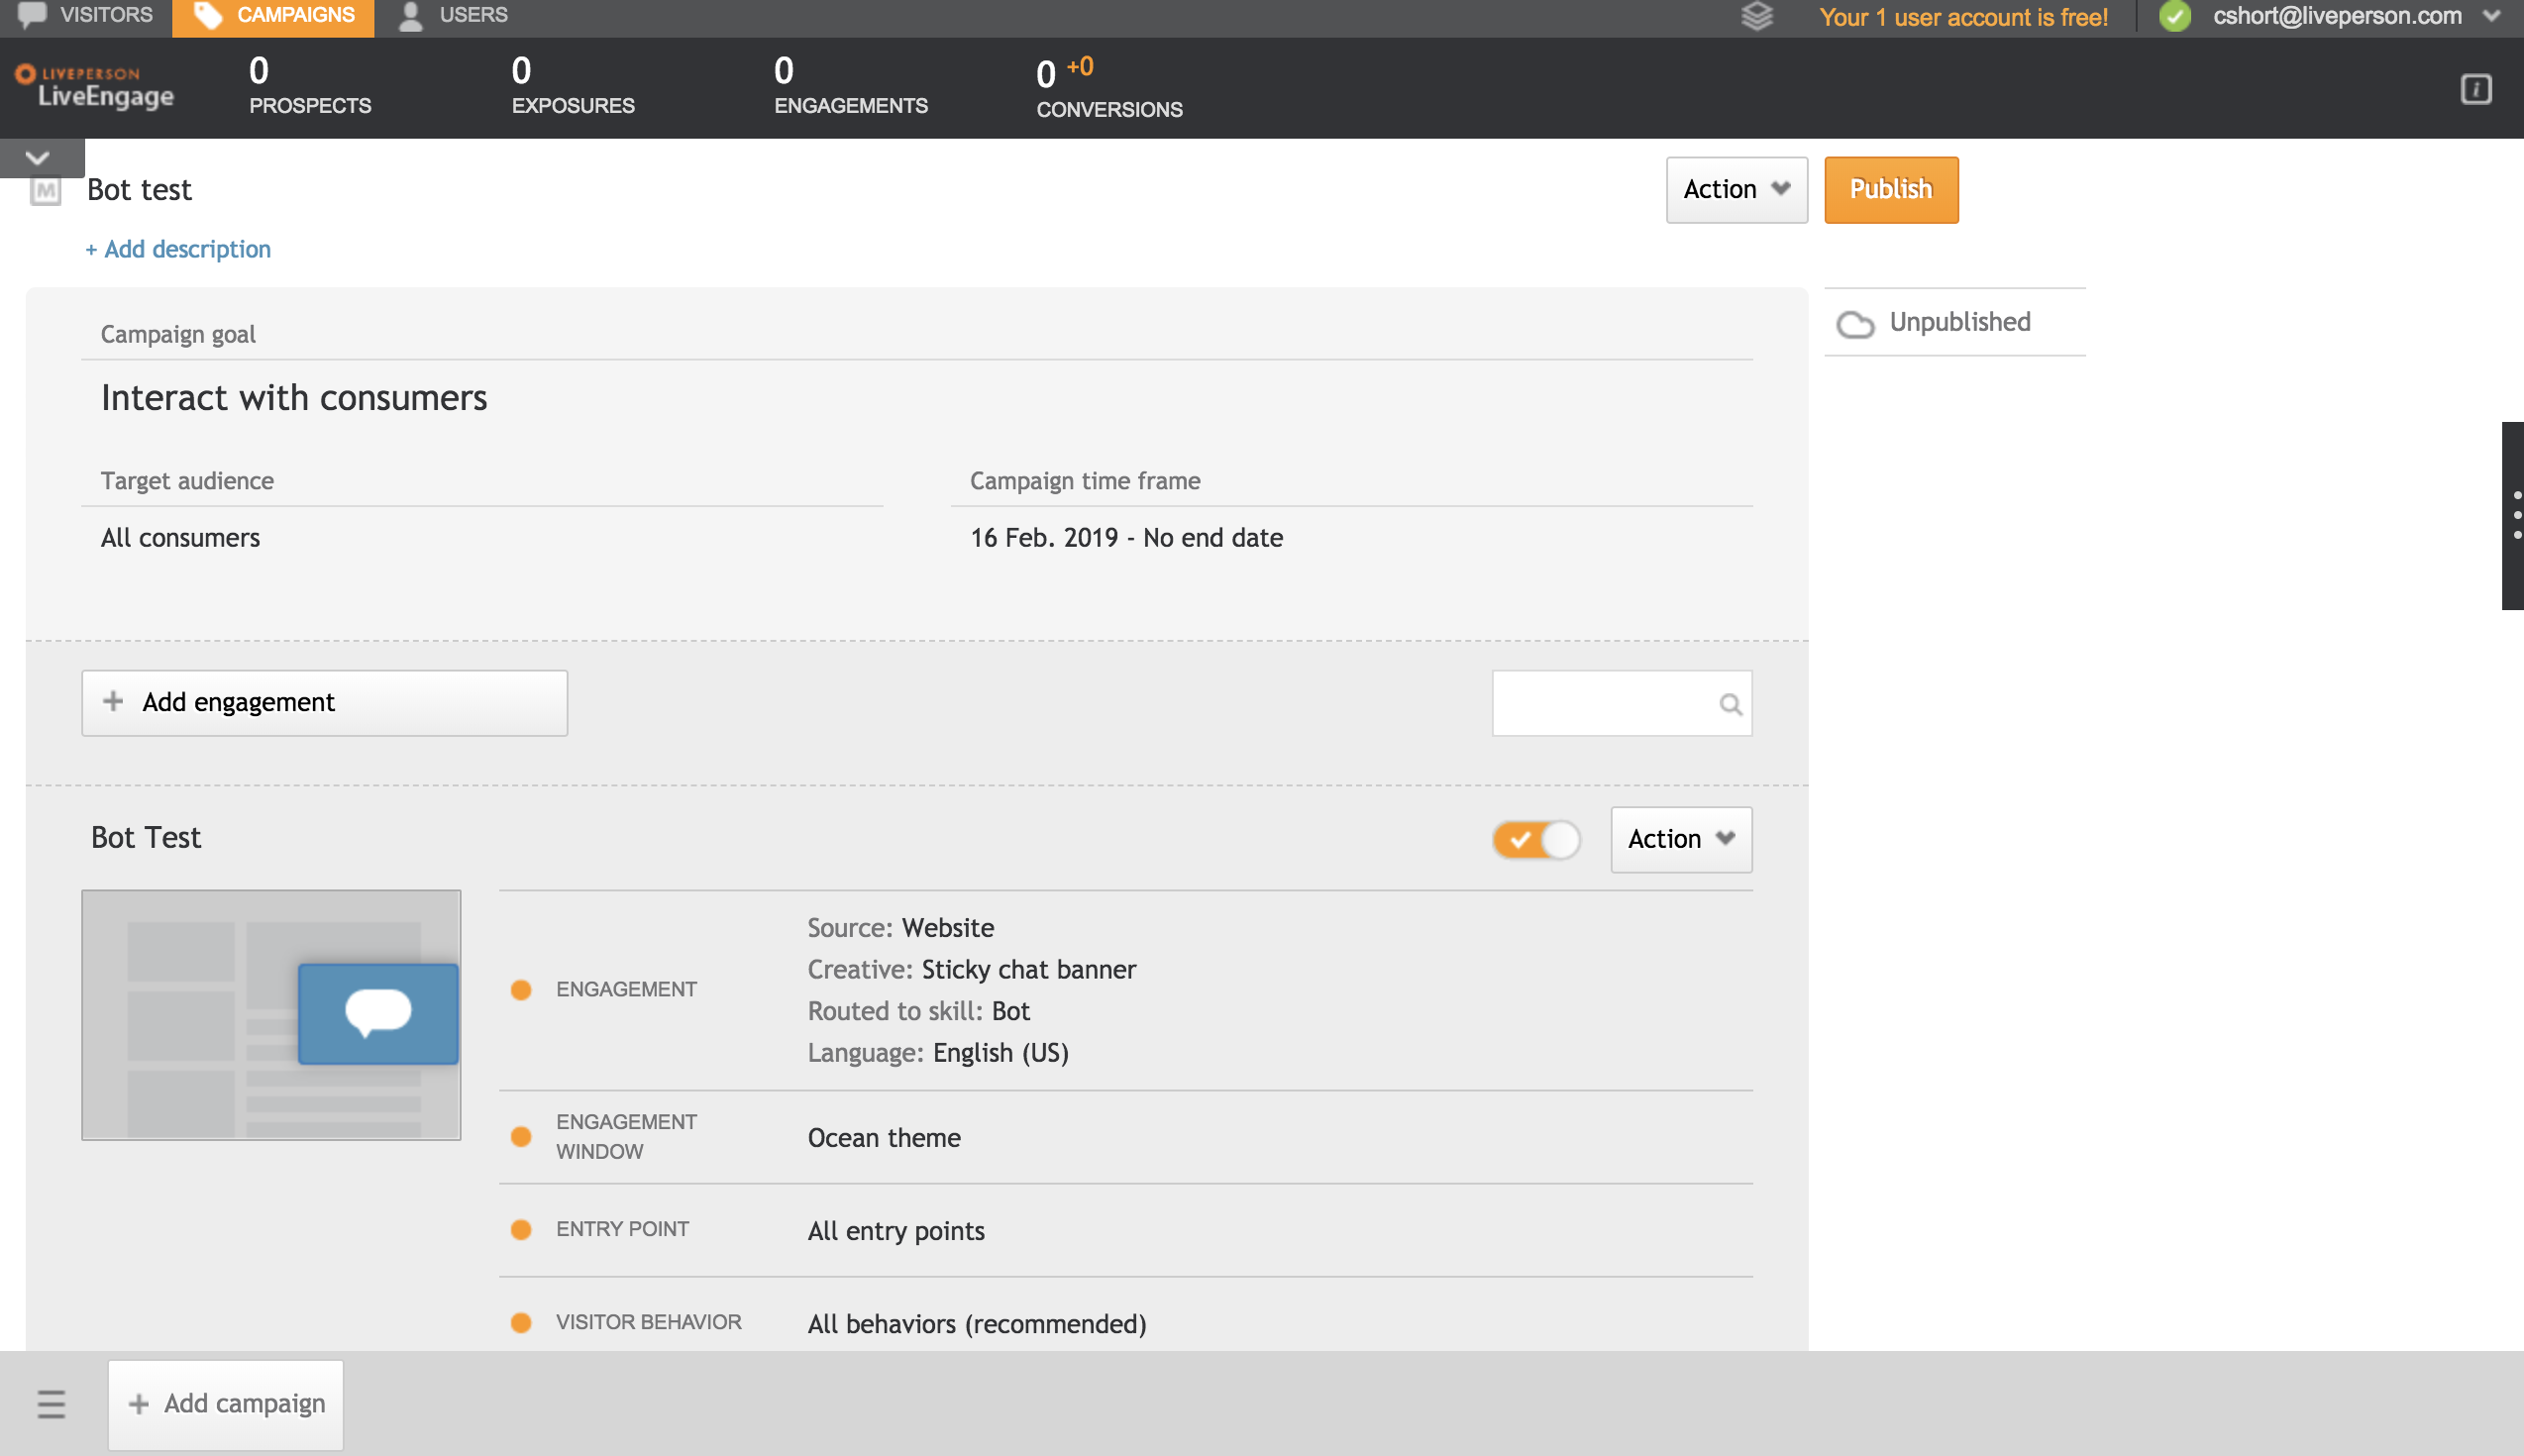 VISITORS
CAMPAIGNS
USERS
Your 1 user account is free!
cshort@liveperson.com
LIVEPERSON
LiveEngage
0
PROSPECTS
0
EXPOSURES
0
ENGAGEMENTS
0 +0
CONVERSIONS
i
M
Bot test
Action
Publish
+ Add description
Unpublished
Campaign goal
Interact with consumers
Target audience
Campaign time frame
All consumers
16 Feb. 2019 - No end date
+ Add engagement
Bot Test
Action
ENGAGEMENT
Source: Website
Creative: Sticky chat banner
Routed to skill: Bot
Language: English (US)
ENGAGEMENT
WINDOW
Ocean theme
ENTRY POINT
All entry points
VISITOR BEHAVIOR
All behaviors (recommended)
+ Add campaign